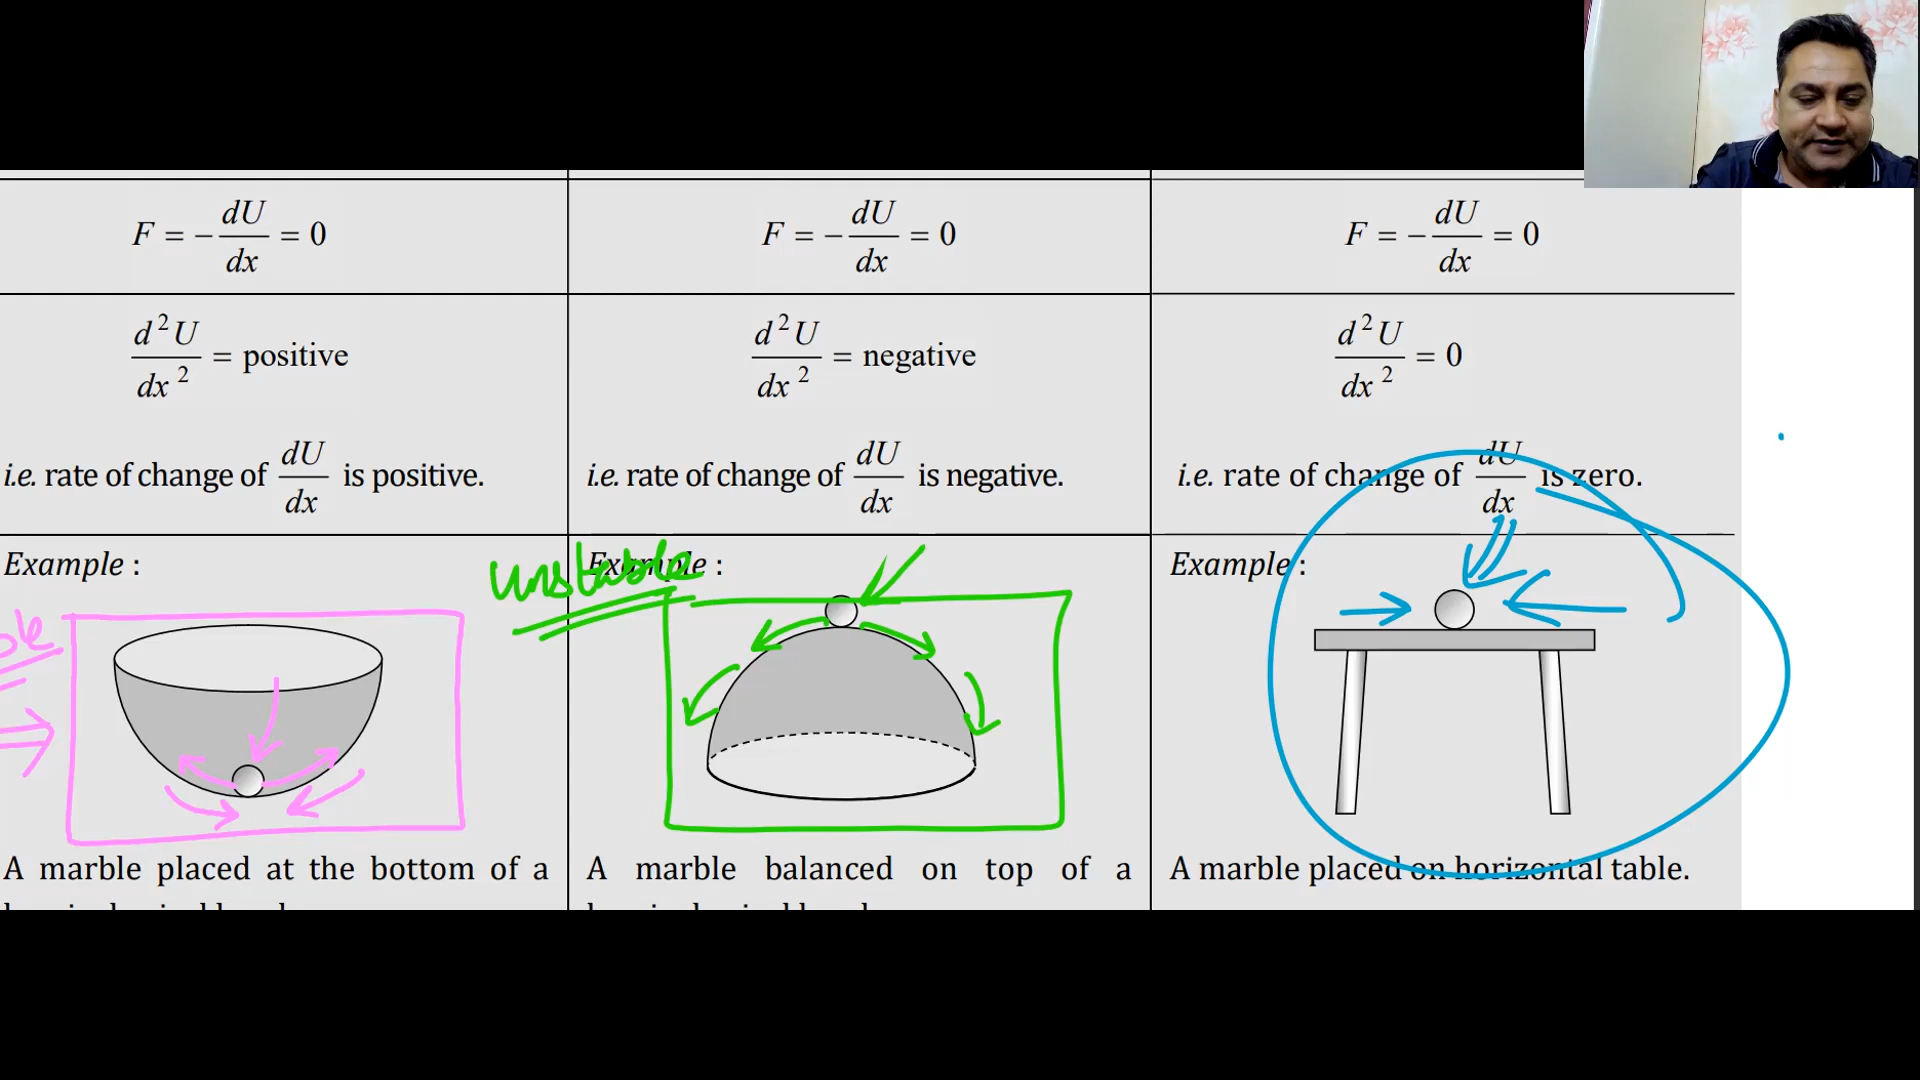 F = − dU/dx = 0
F = − dU/dx = 0
F = − dU/dx = 0
d²U/dx² = positive
d²U/dx² = negative
d²U/dx² = 0
i.e. rate of change of dU/dx is positive.
i.e. rate of change of dU/dx is negative.
i.e. rate of change of dU/dx is zero.
Example :
unstable
Example :
Example :
A marble placed at the bottom of a
A marble balanced on top of a
A marble placed on horizontal table.